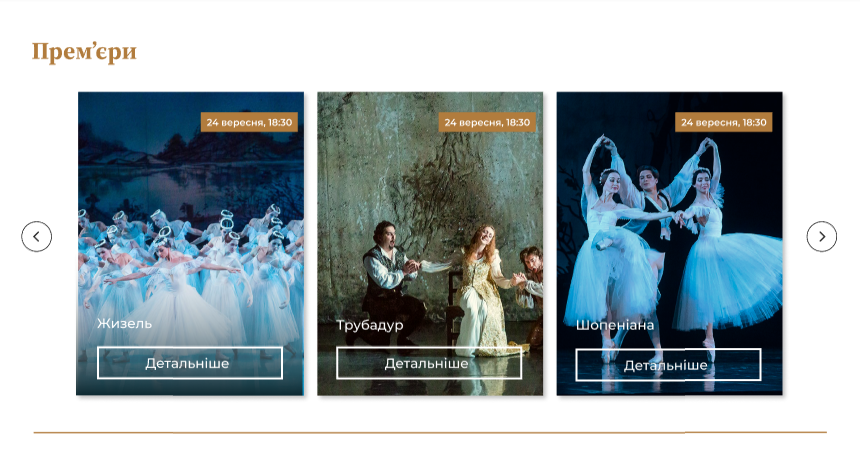 Прем’єри
24 вересня, 18:30
24 вересня, 18:30
24 вересня, 18:30
Жизель
Трубадур
Шопеніана
Детальніше
Детальніше
Детальніше